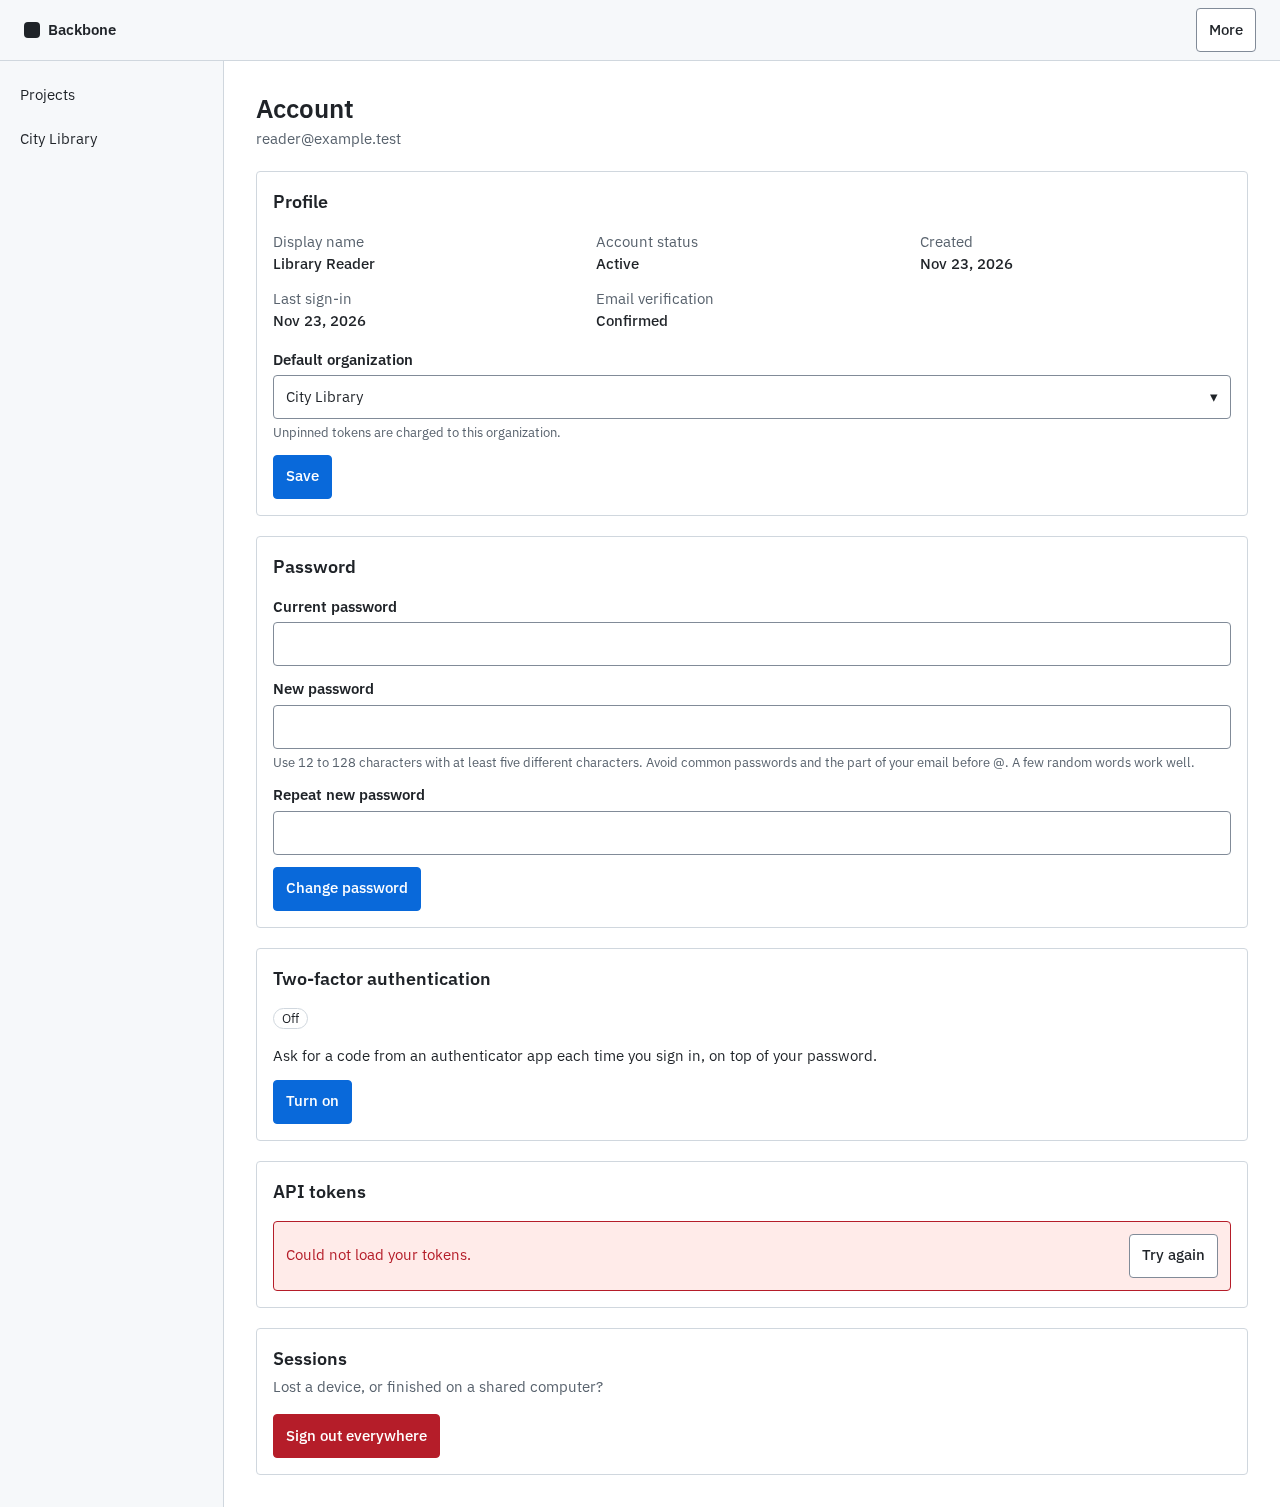 Backbone
More
Projects
City Library
Account
reader@example.test
Profile
Display name
Library Reader
Account status
Active
Created
Nov 23, 2026
Last sign-in
Nov 23, 2026
Email verification
Confirmed
Default organization
City Library
Unpinned tokens are charged to this organization.
Save
Password
Current password
New password
Use 12 to 128 characters with at least five different characters. Avoid common passwords and the part of your email before @. A few random words work well.
Repeat new password
Change password
Two-factor authentication
Off
Ask for a code from an authenticator app each time you sign in, on top of your password.
Turn on
API tokens
Could not load your tokens.
Try again
Sessions
Lost a device, or finished on a shared computer?
Sign out everywhere